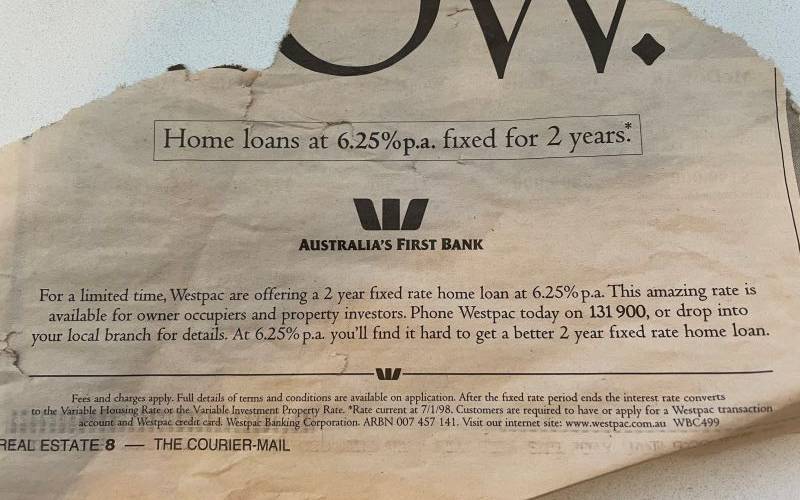 OW.
Home loans at 6.25%p.a. fixed for 2 years.*
AUSTRALIA'S FIRST BANK
For a limited time, Westpac are offering a 2 year fixed rate home loan at 6.25% p.a. This amazing rate is
available for owner occupiers and property investors. Phone Westpac today on 131 900, or drop into
your local branch for details. At 6.25% p.a. you'll find it hard to get a better 2 year fixed rate home loan.
Fees and charges apply. Full details of terms and conditions are available on application. After the fixed rate period ends the interest rate converts
to the Variable Housing Rate or the Variable Investment Property Rate. *Rate current at 7/1/98. Customers are required to have or apply for a Westpac transaction
account and Westpac credit card. Westpac Banking Corporation. ARBN 007 457 141. Visit our internet site: www.westpac.com.au WBC499
REAL ESTATE 8 — THE COURIER-MAIL